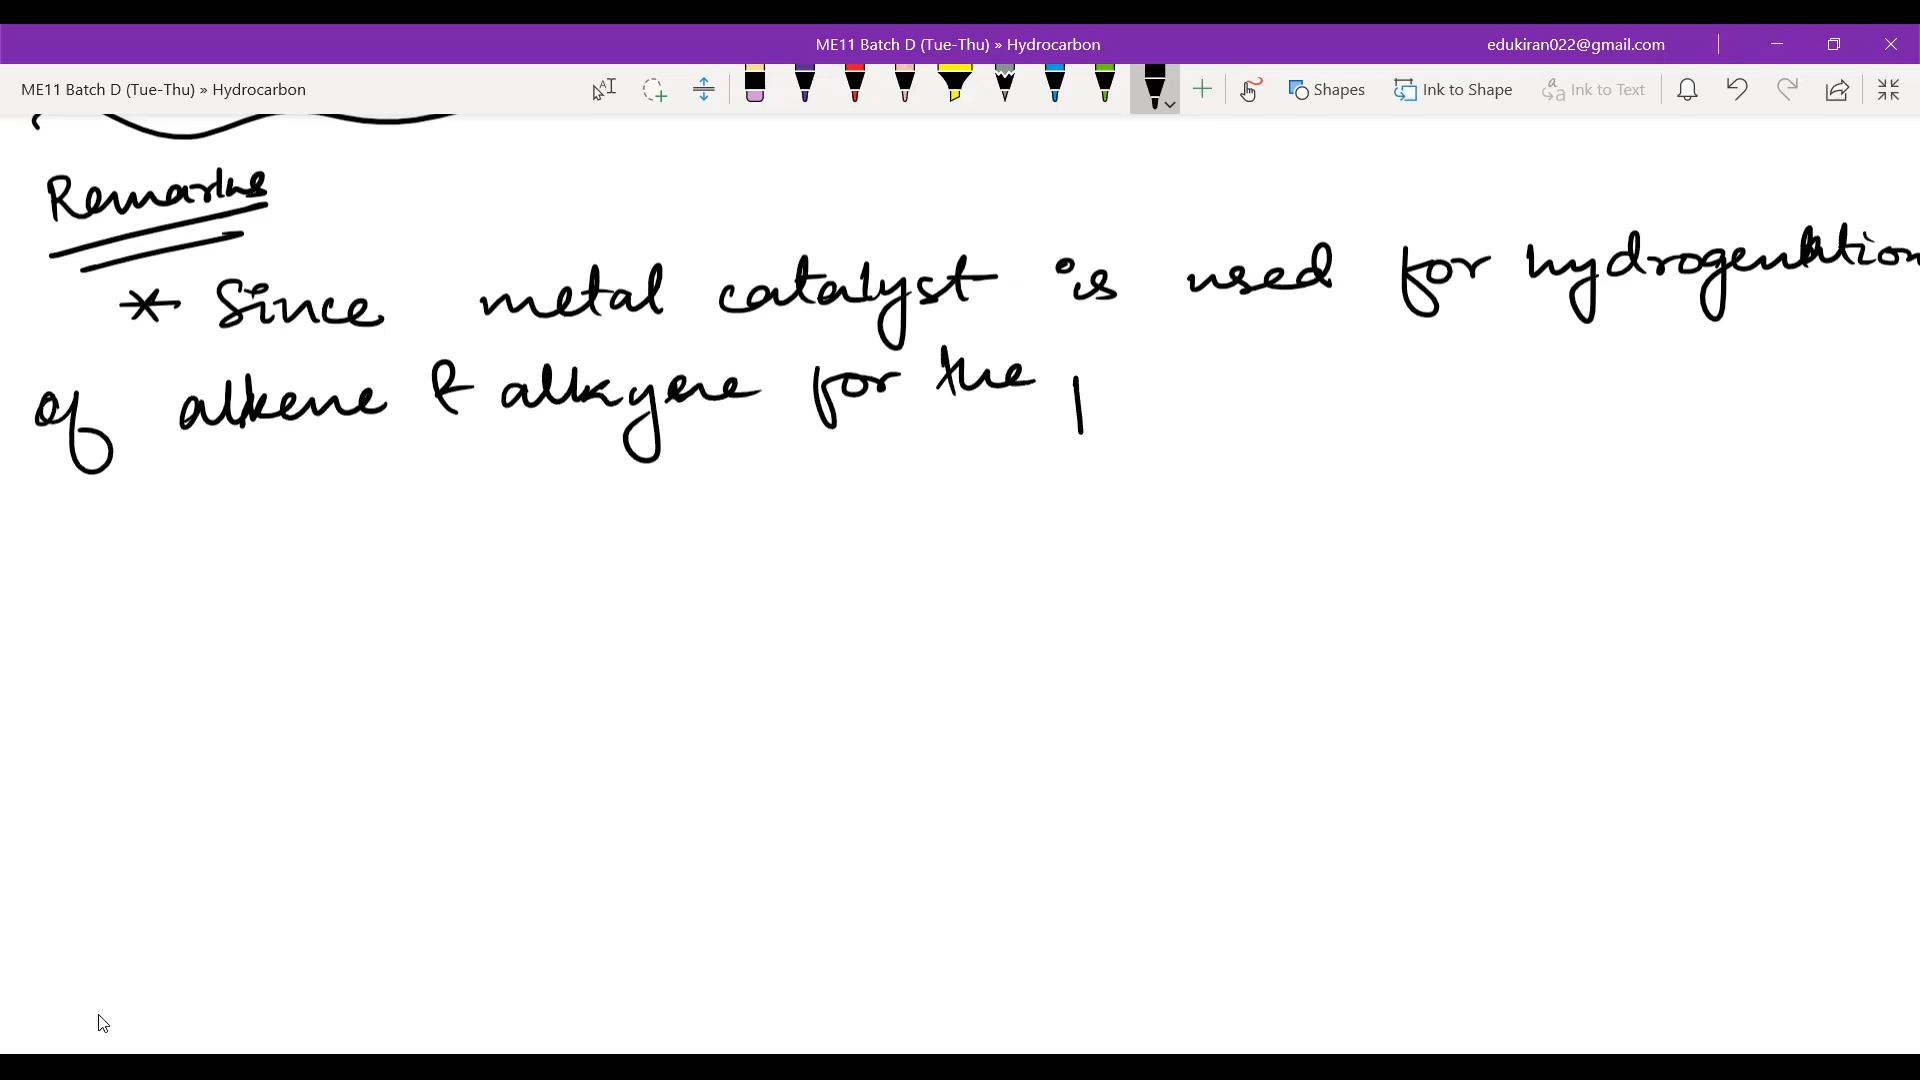 ME11 Batch D (Tue-Thu) » Hydrocarbon
edukiran022@gmail.com
ME11 Batch D (Tue-Thu) » Hydrocarbon
Shapes
Ink to Shape
Ink to Text
Remarks
* Since metal catalyst is used for hydrogenation
of alkene & alkyene for the